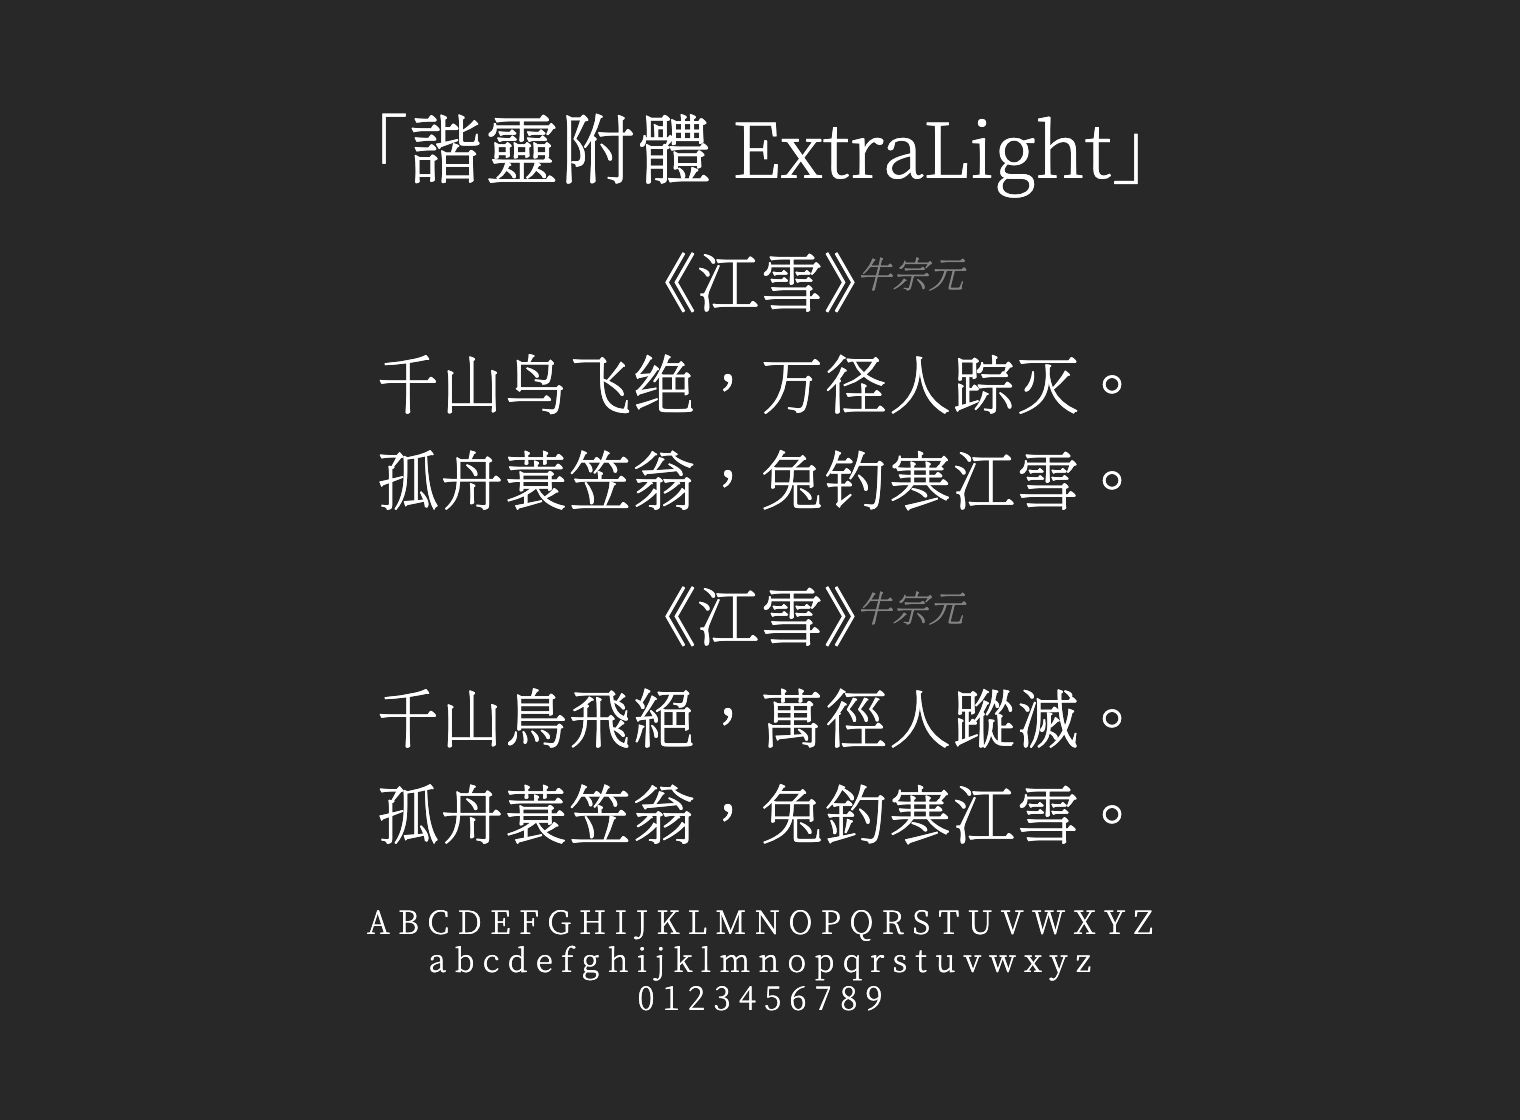 「諧靈附體 ExtraLight」
《江雪》牛宗元
千山鸟飞绝，万径人踪灭。
孤舟蓑笠翁，兔钓寒江雪。
《江雪》牛宗元
千山鳥飛絕，萬徑人蹤滅。
孤舟蓑笠翁，兔釣寒江雪。
A B C D E F G H I J K L M N O P Q R S T U V W X Y Z
a b c d e f g h i j k l m n o p q r s t u v w x y z
0 1 2 3 4 5 6 7 8 9